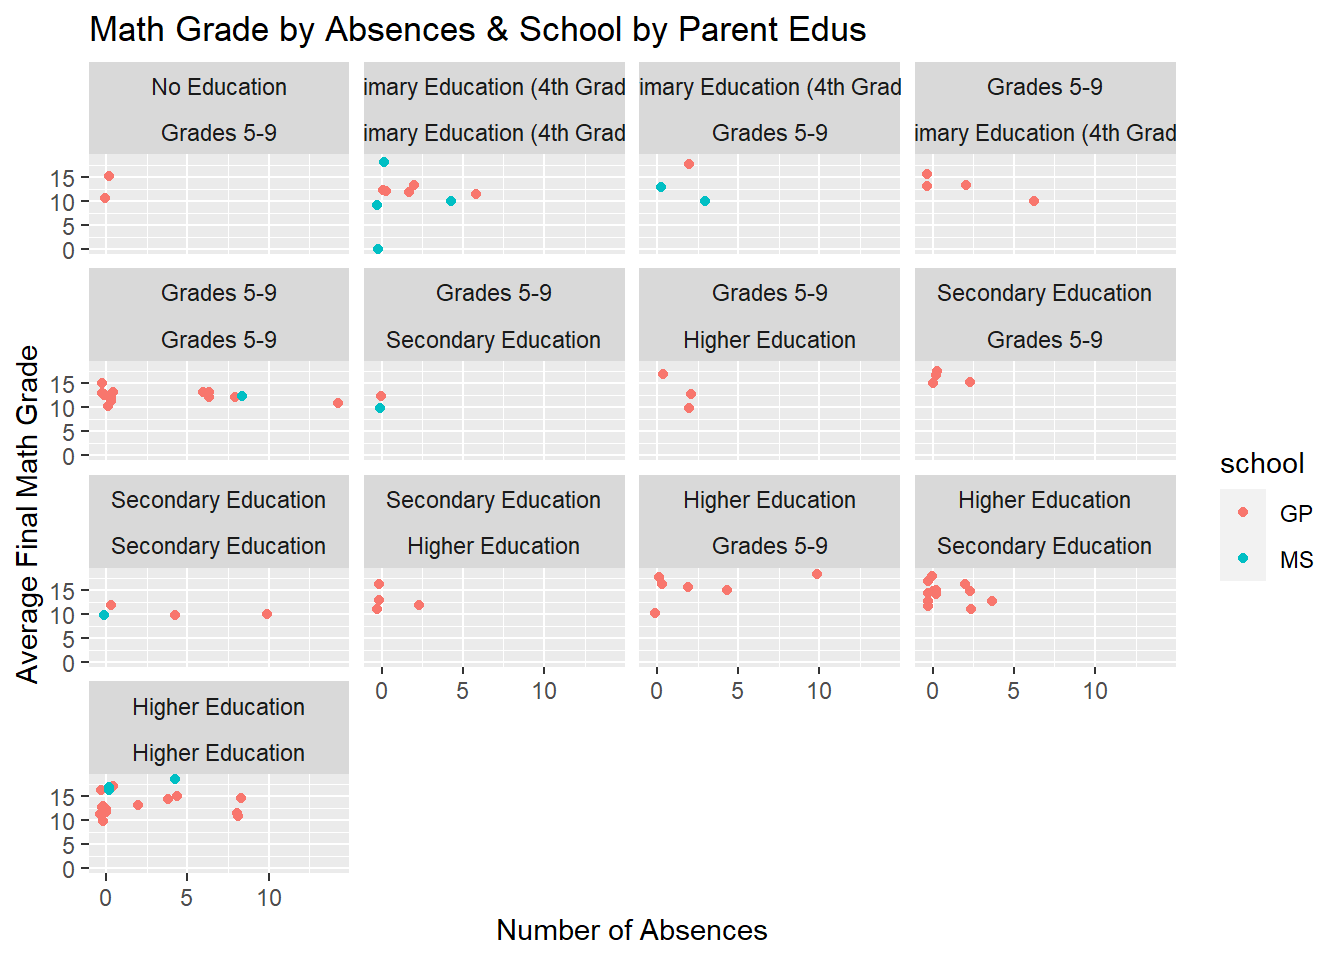 Math Grade by Absences & School by Parent Edus
No Education
Grades 5-9
imary Education (4th Grad
imary Education (4th Grad
imary Education (4th Grad
Grades 5-9
Grades 5-9
imary Education (4th Grad
15
10
5
0
Grades 5-9
Grades 5-9
Grades 5-9
Secondary Education
Grades 5-9
Higher Education
Secondary Education
Grades 5-9
15
10
5
0
Secondary Education
Secondary Education
Secondary Education
Higher Education
Higher Education
Grades 5-9
Higher Education
Secondary Education
15
10
5
0
0 5 10
0 5 10
0 5 10
Higher Education
Higher Education
15
10
5
0
0 5 10
Number of Absences
Average Final Math Grade
school
GP
MS